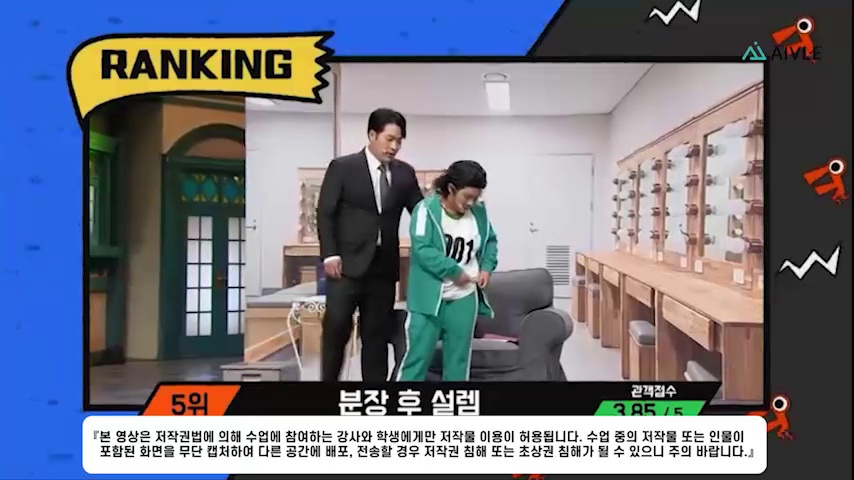 RANKING
AIVLE
001
5위
분장 후 설렘
관객점수
3.85 / 5
『본 영상은 저작권법에 의해 수업에 참여하는 강사와 학생에게만 저작물 이용이 허용됩니다. 수업 중의 저작물 또는 인물이
포함된 화면을 무단 캡처하여 다른 공간에 배포, 전송할 경우 저작권 침해 또는 초상권 침해가 될 수 있으니 주의 바랍니다.』